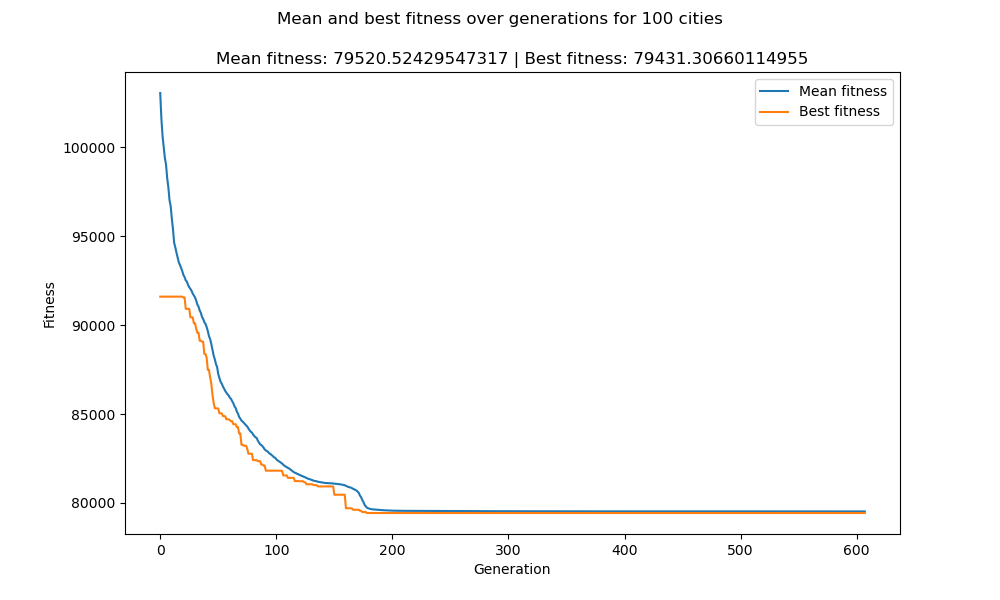 Mean and best fitness over generations for 100 cities
Mean fitness: 79520.52429547317 | Best fitness: 79431.30660114955
Mean fitness
Best fitness
100000
95000
90000
85000
80000
Fitness
0 100 200 300 400 500 600
Generation